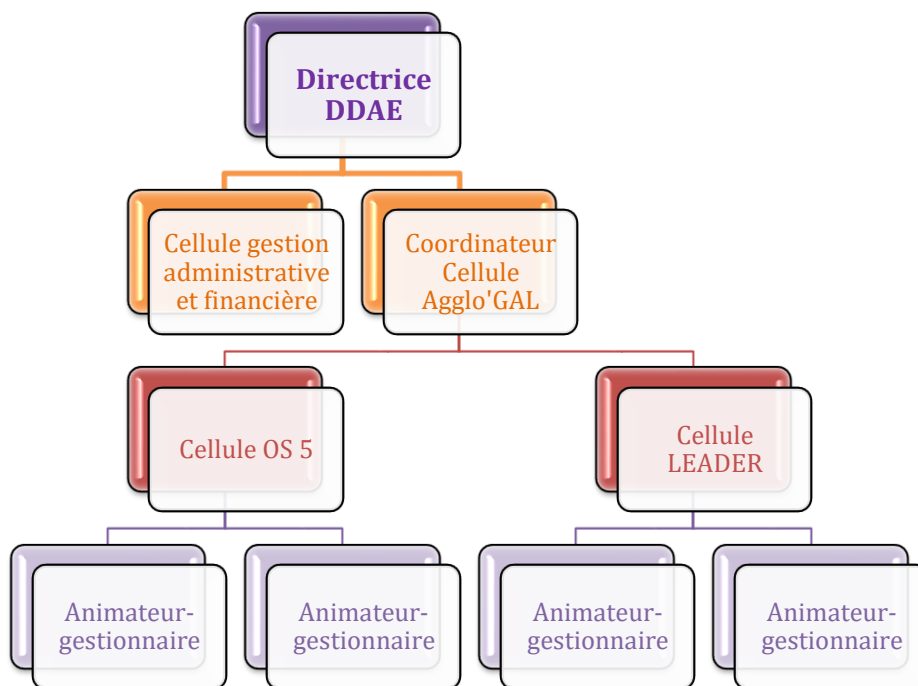 Directrice
DDAE
Cellule gestion
administrative
et financière
Coordinateur
Cellule
Agglo'GAL
Cellule OS 5
Cellule
LEADER
Animateur-
gestionnaire
Animateur-
gestionnaire
Animateur-
gestionnaire
Animateur-
gestionnaire